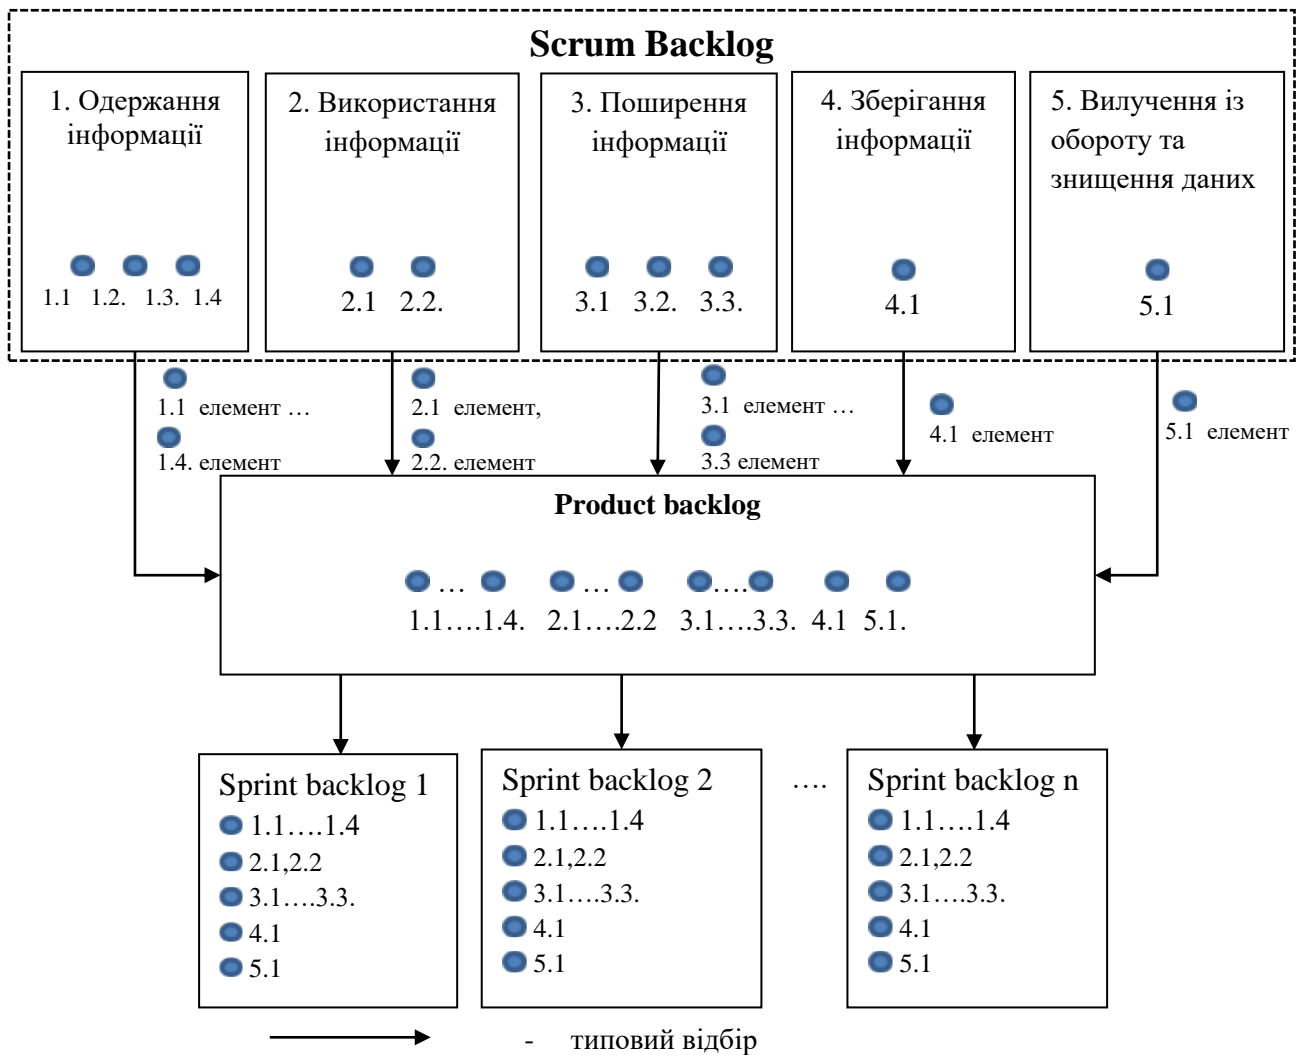 Scrum Backlog
1. Одержання
інформації
1.1 1.2. 1.3. 1.4
2. Використання
інформації
2.1 2.2.
3. Поширення
інформації
3.1 3.2. 3.3.
4. Зберігання
інформації
4.1
5. Вилучення із
обороту та
знищення даних
5.1
1.1 елемент …
1.4. елемент
2.1 елемент,
2.2. елемент
3.1 елемент …
3.3 елемент
4.1 елемент
5.1 елемент
Product backlog
… … ….
1.1….1.4. 2.1….2.2 3.1….3.3. 4.1 5.1.
Sprint backlog 1
1.1….1.4
2.1,2.2
3.1….3.3.
4.1
5.1
Sprint backlog 2
1.1….1.4
2.1,2.2
3.1….3.3.
4.1
5.1
….
Sprint backlog n
1.1….1.4
2.1,2.2
3.1….3.3.
4.1
5.1
- типовий відбір